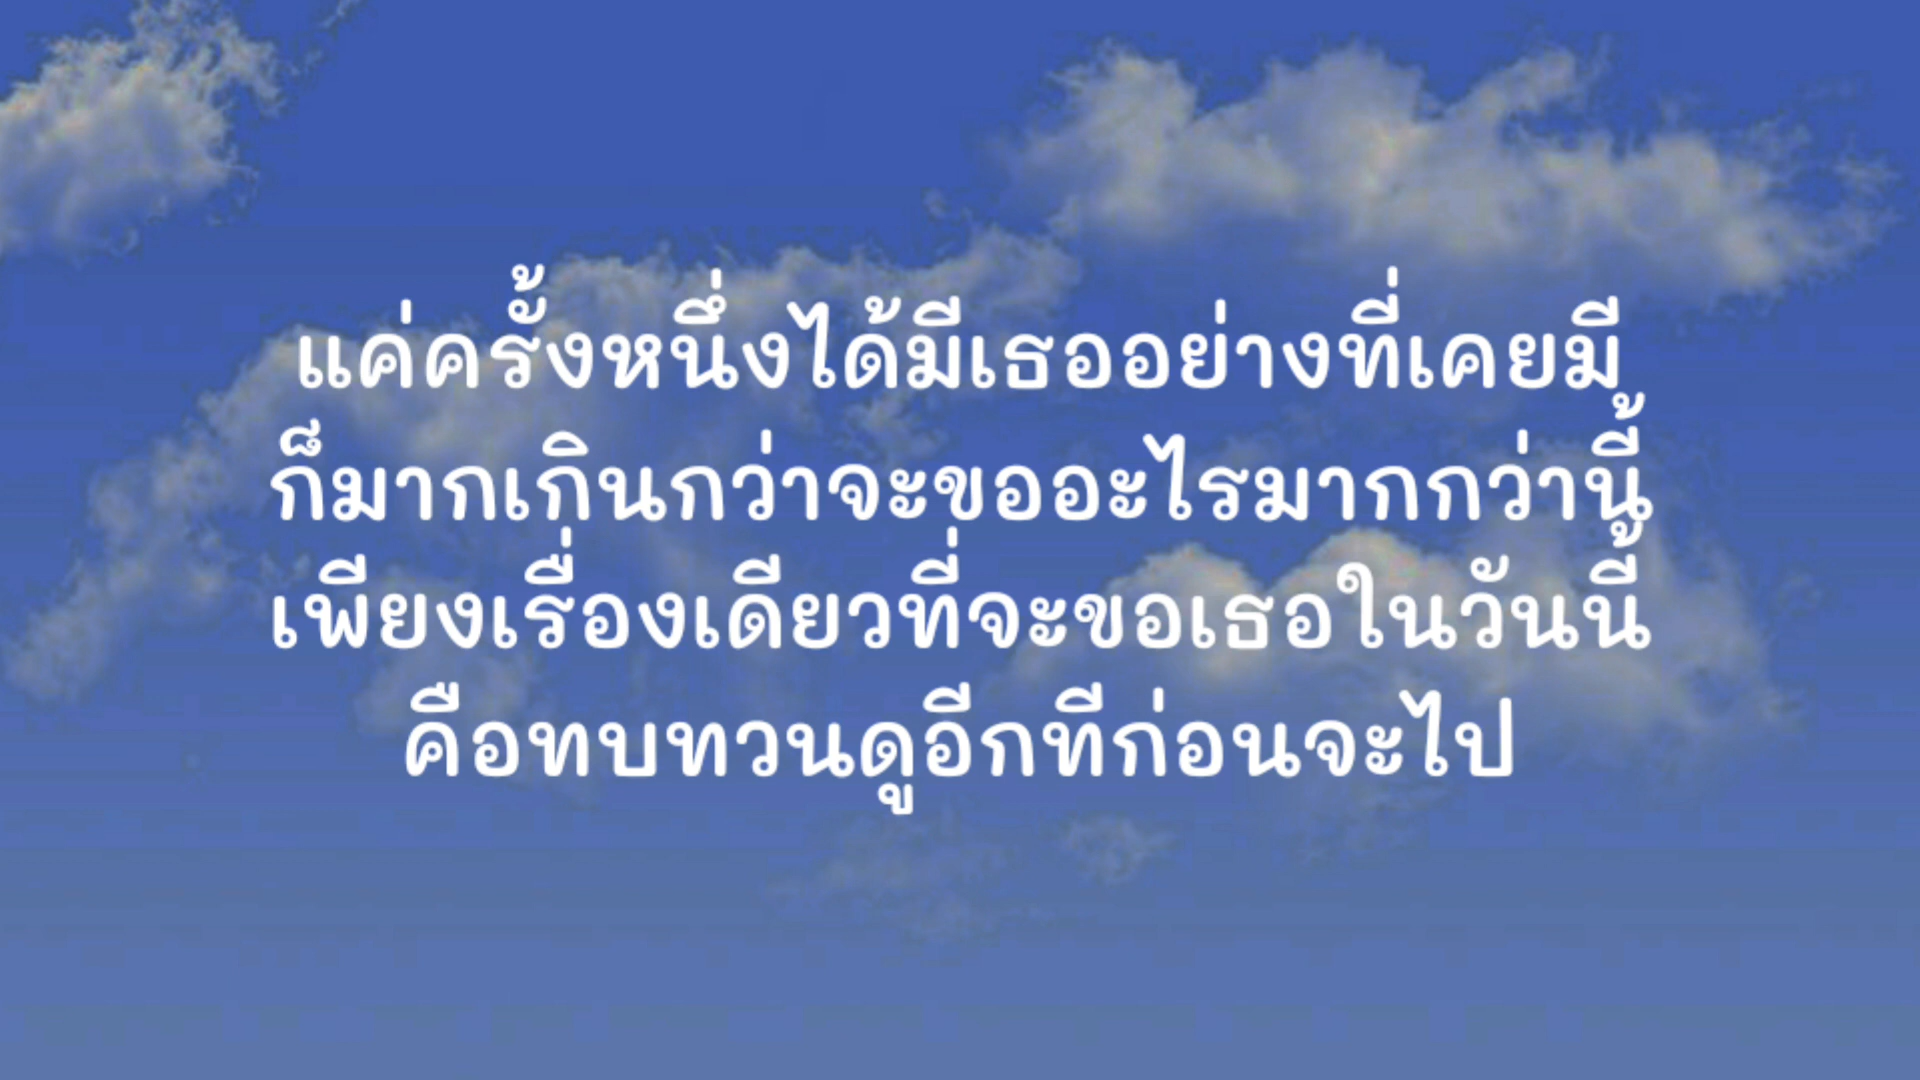 แค่ครั้งหนึ่งได้มีเธออย่างที่เคยมี
ก็มากเกินกว่าจะขออะไรมากกว่านี้
เพียงเรื่องเดียวที่จะขอเธอในวันนี้
คือทบทวนดูอีกทีก่อนจะไป